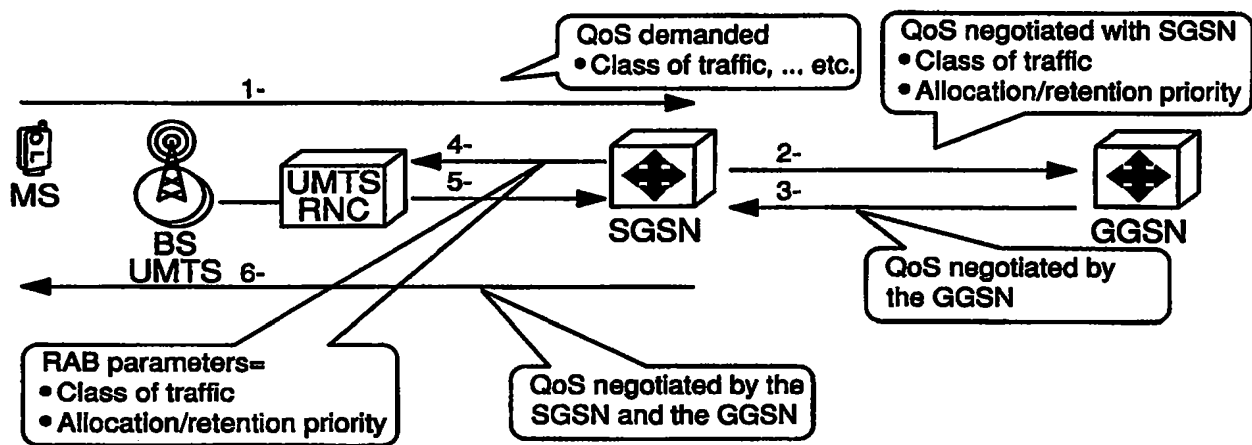 QoS demanded
• Class of traffic, ... etc.
QoS negotiated with SGSN
• Class of traffic
• Allocation/retention priority
1-
MS
BS
UMTS
UMTS
RNC
4-
5-
SGSN
2-
3-
GGSN
6-
QoS negotiated by
the GGSN
RAB parameters=
• Class of traffic
• Allocation/retention priority
QoS negotiated by the
SGSN and the GGSN